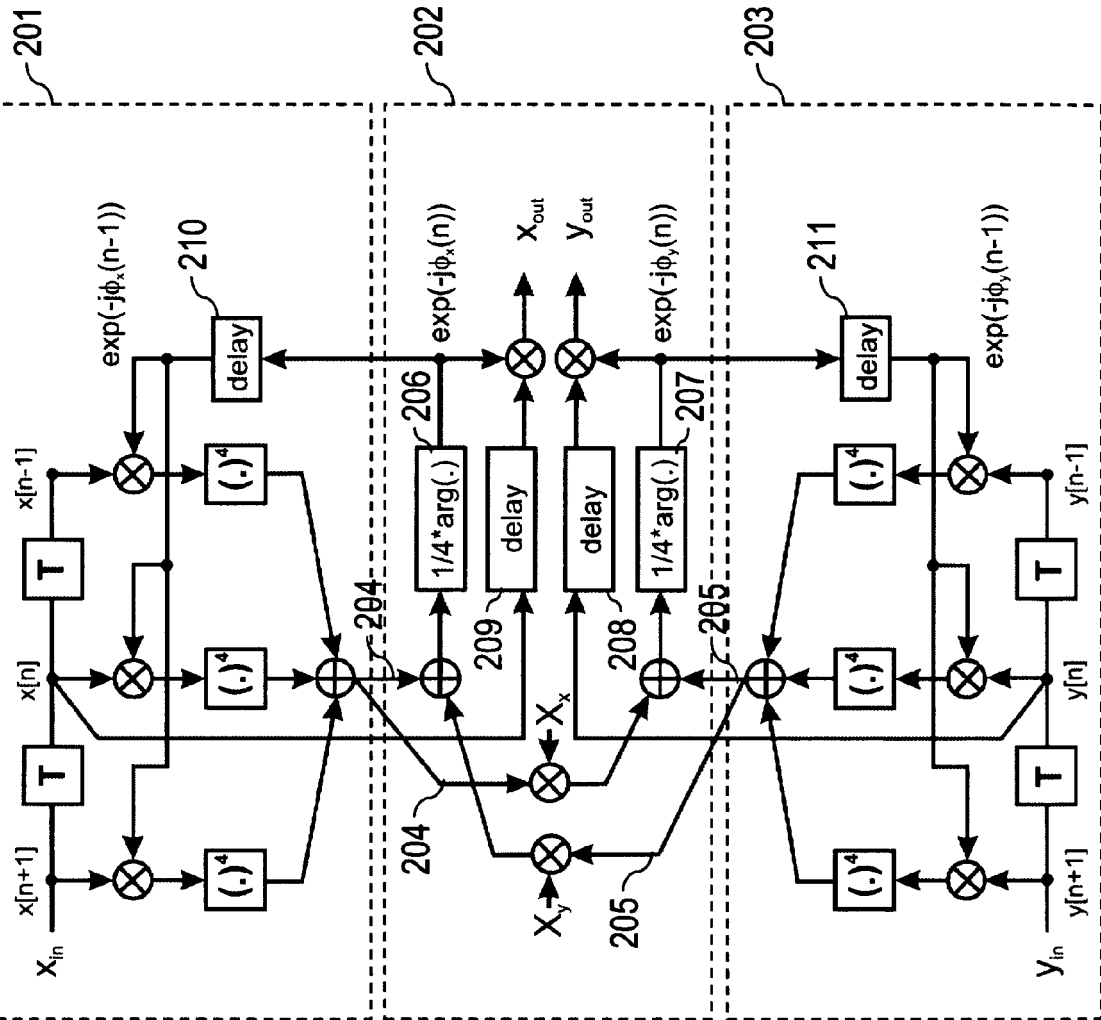 201
202
203
exp(-jϕx(n-1))
210
delay
x[n-1]
(.)⁴
T
x[n]
(.)⁴
T
x[n+1]
(.)⁴
xin
204
exp(-jϕx(n))
xout
yout
exp(-jϕy(n))
206
1/4*arg(.)
delay
209
delay
208
1/4*arg(.)
207
204
Xx
Xy
205
205
211
delay
exp(-jϕy(n-1))
(.)⁴
y[n-1]
T
(.)⁴
y[n]
T
(.)⁴
y[n+1]
yin